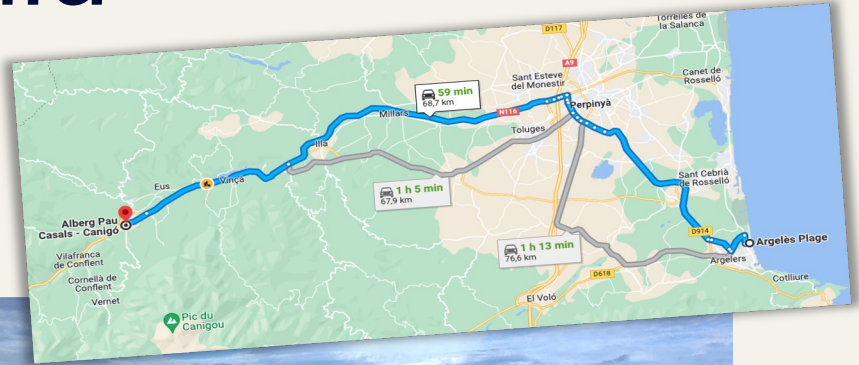 D117
Torrelles de
la Salanca
A9
Sant Esteve
del Monestir
Canet de
Rosselló
59 min
68,7 km
Perpinyà
N116
Millars
Toluges
Illa
Vinçà
Eus
1 h 5 min
67,9 km
Sant Cebrià
de Rosselló
Alberg Pau
Casals - Canigó
D914
Argelès Plage
1 h 13 min
76,6 km
Argelers
Vilafranca
de Conflent
D618
Cotlliure
Cornellà de
Conflent
Vernet
El Voló
Pic du
Canigou